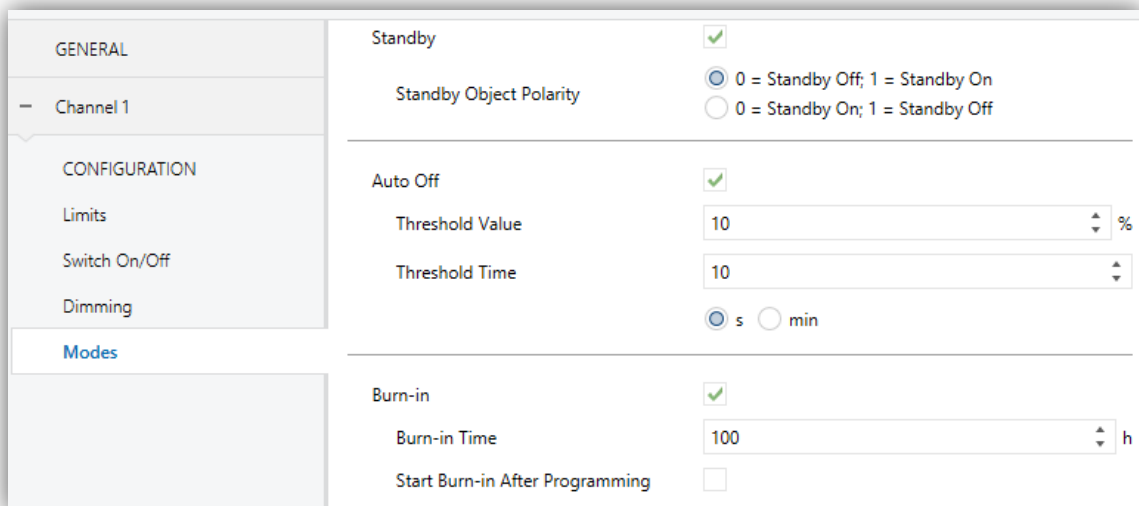 GENERAL
Channel 1
CONFIGURATION
Limits
Switch On/Off
Dimming
Modes
Standby
Standby Object Polarity
0 = Standby Off; 1 = Standby On
0 = Standby On; 1 = Standby Off
Auto Off
Threshold Value 10 %
Threshold Time 10
s min
Burn-in
Burn-in Time 100 h
Start Burn-in After Programming